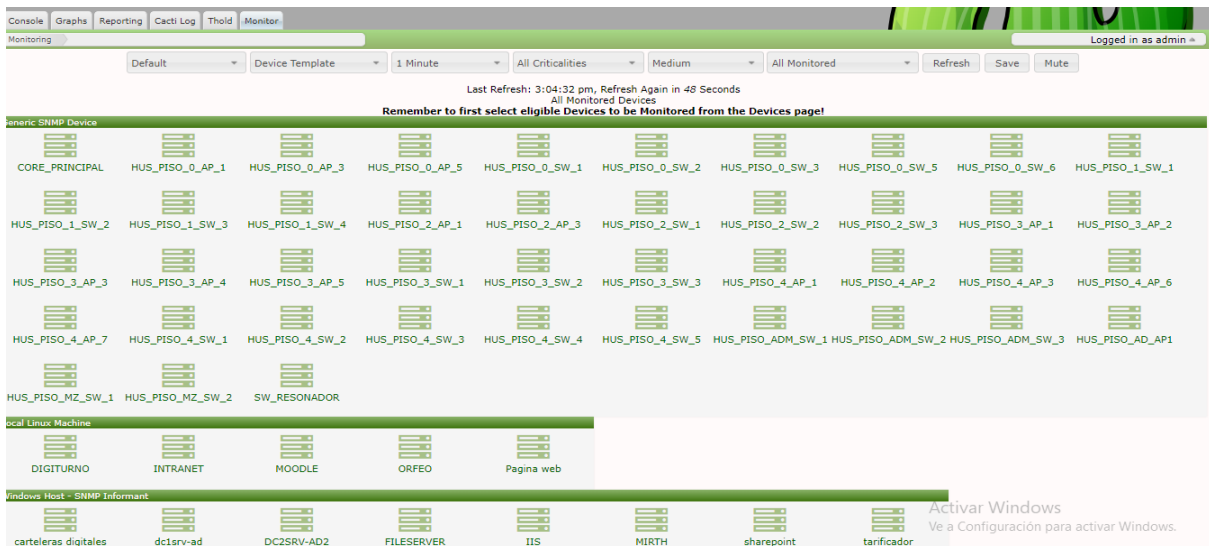 Console Graphs Reporting Cacti Log Thold Monitor
Monitoring Logged in as admin
Default Device Template 1 Minute All Criticalities Medium All Monitored Refresh Save Mute
Last Refresh: 3:04:32 pm, Refresh Again in 48 Seconds
All Monitored Devices
Remember to first select eligible Devices to be Monitored from the Devices page!
Generic SNMP Device
CORE_PRINCIPAL HUS_PISO_0_AP_1 HUS_PISO_0_AP_3 HUS_PISO_0_AP_5 HUS_PISO_0_SW_1 HUS_PISO_0_SW_2 HUS_PISO_0_SW_3 HUS_PISO_0_SW_5 HUS_PISO_0_SW_6 HUS_PISO_1_SW_1
HUS_PISO_1_SW_2 HUS_PISO_1_SW_3 HUS_PISO_1_SW_4 HUS_PISO_2_AP_1 HUS_PISO_2_AP_3 HUS_PISO_2_SW_1 HUS_PISO_2_SW_2 HUS_PISO_2_SW_3 HUS_PISO_3_AP_1 HUS_PISO_3_AP_2
HUS_PISO_3_AP_3 HUS_PISO_3_AP_4 HUS_PISO_3_AP_5 HUS_PISO_3_SW_1 HUS_PISO_3_SW_2 HUS_PISO_3_SW_3 HUS_PISO_4_AP_1 HUS_PISO_4_AP_2 HUS_PISO_4_AP_3 HUS_PISO_4_AP_6
HUS_PISO_4_AP_7 HUS_PISO_4_SW_1 HUS_PISO_4_SW_2 HUS_PISO_4_SW_3 HUS_PISO_4_SW_4 HUS_PISO_4_SW_5 HUS_PISO_ADM_SW_1 HUS_PISO_ADM_SW_2 HUS_PISO_ADM_SW_3 HUS_PISO_AD_AP1
HUS_PISO_MZ_SW_1 HUS_PISO_MZ_SW_2 SW_RESONADOR
Local Linux Machine
DIGITURNO INTRANET MOODLE ORFEO Pagina web
Windows Host - SNMP Informant
carteleras digitales dc1srv-ad DC2SRV-AD2 FILESERVER IIS MIRTH sharepoint tarificador
Activar Windows
Ve a Configuración para activar Windows.